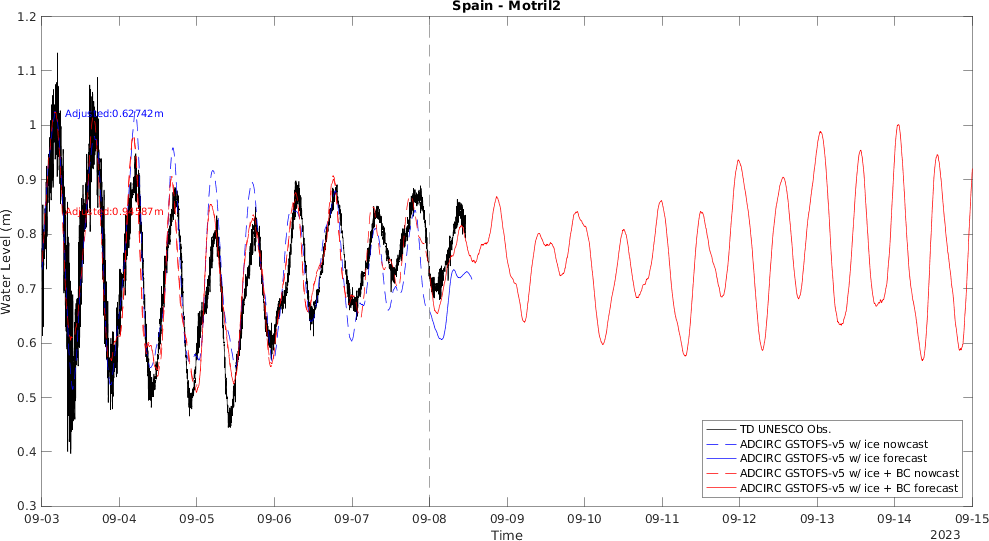 Spain - Motril2
1.2
1.1
1
0.9
0.8
0.7
0.6
0.5
0.4
0.3
Water Level (m)
Adjusted:0.62742m
TD UNESCO Obs.
ADCIRC GSTOFS-v5 w/ ice nowcast
ADCIRC GSTOFS-v5 w/ ice forecast
ADCIRC GSTOFS-v5 w/ ice + BC nowcast
ADCIRC GSTOFS-v5 w/ ice + BC forecast
09-03 09-04 09-05 09-06 09-07 09-08 09-09 09-10 09-11 09-12 09-13 09-14 09-15
Time
2023